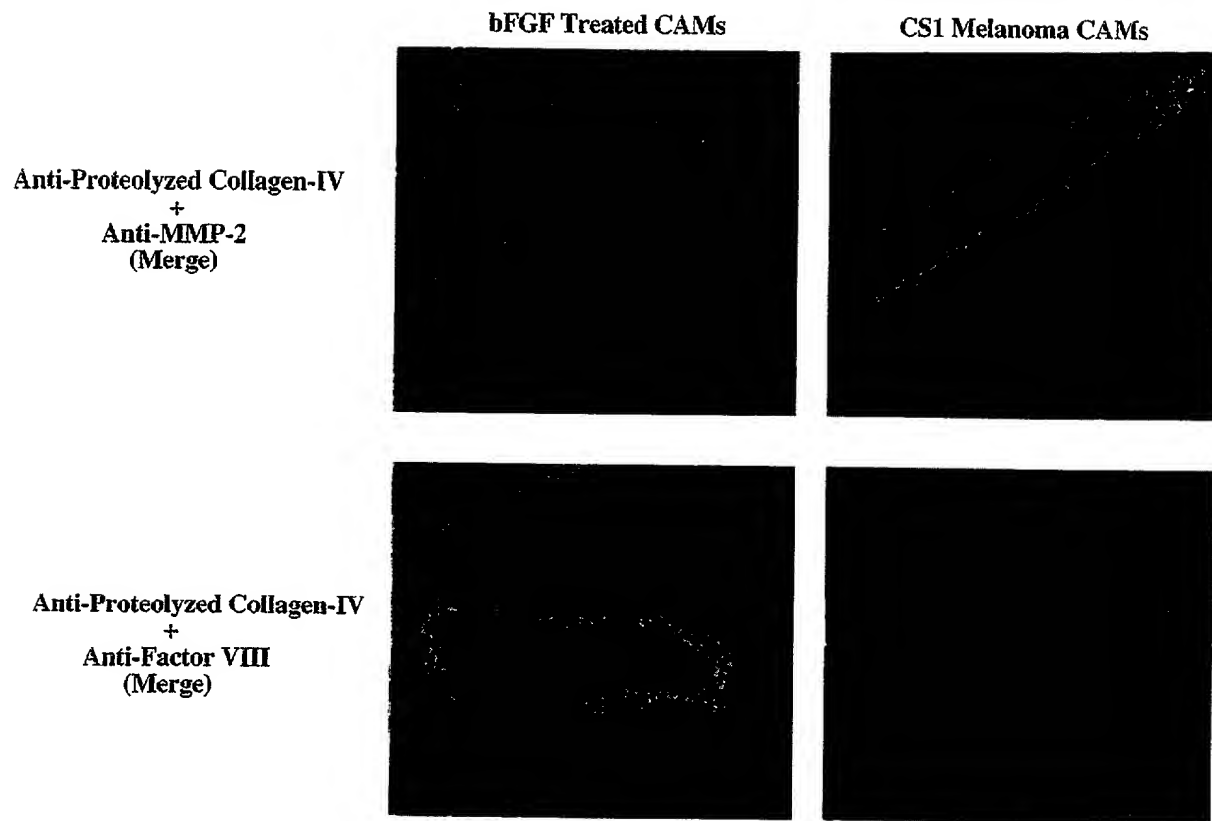 bFGF Treated CAMs
CS1 Melanoma CAMs
Anti-Proteolyzed Collagen-IV
+
Anti-MMP-2
(Merge)
Anti-Proteolyzed Collagen-IV
+
Anti-Factor VIII
(Merge)